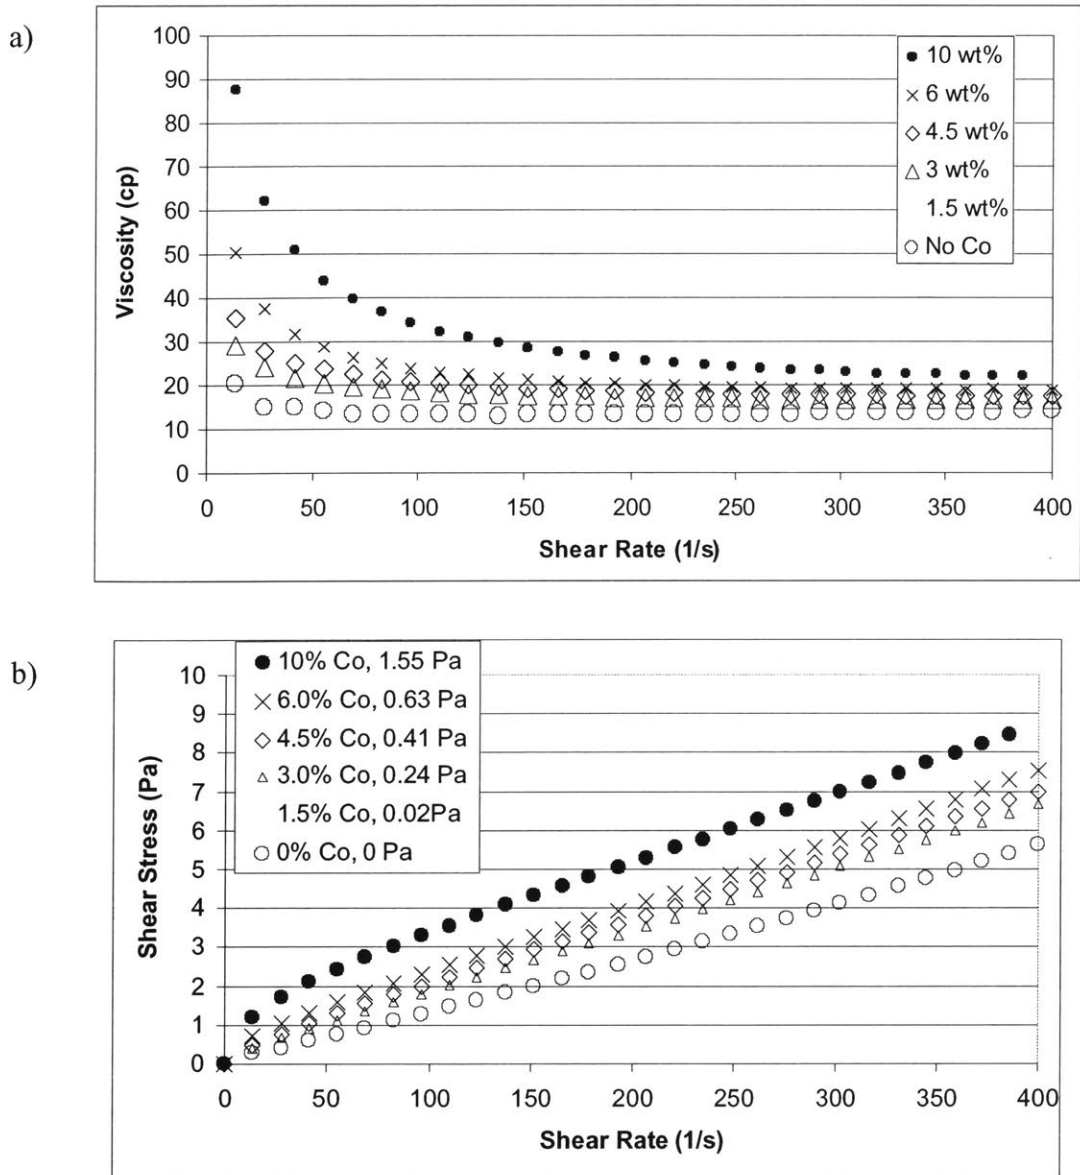 a)
100
90
80
70
60
50
40
30
20
10
0
Viscosity (cp)
10 wt%
6 wt%
4.5 wt%
3 wt%
1.5 wt%
No Co
0 50 100 150 200 250 300 350 400
Shear Rate (1/s)
b)
10
9
8
7
6
5
4
3
2
1
0
Shear Stress (Pa)
10% Co, 1.55 Pa
6.0% Co, 0.63 Pa
4.5% Co, 0.41 Pa
3.0% Co, 0.24 Pa
1.5% Co, 0.02Pa
0% Co, 0 Pa
0 50 100 150 200 250 300 350 400
Shear Rate (1/s)